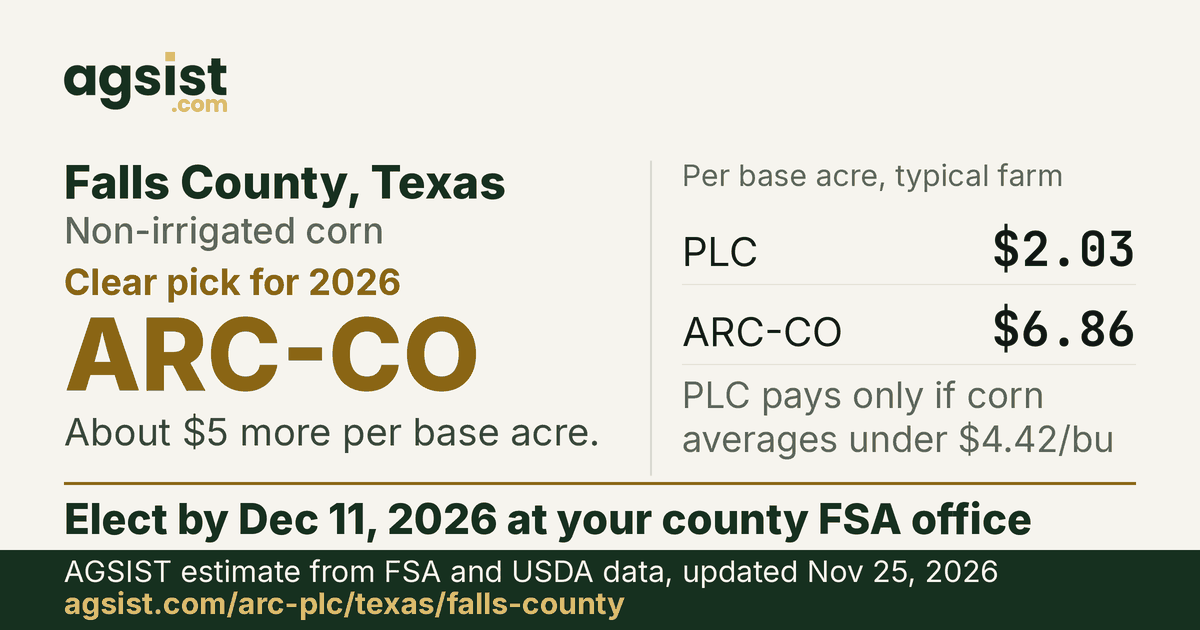 agsist
.com
Falls County, Texas
Non-irrigated corn
Clear pick for 2026
ARC-CO
About $5 more per base acre.
Per base acre, typical farm
PLC $2.03
ARC-CO $6.86
PLC pays only if corn
averages under $4.42/bu
Elect by Dec 11, 2026 at your county FSA office
AGSIST estimate from FSA and USDA data, updated Nov 25, 2026
agsist.com/arc-plc/texas/falls-county